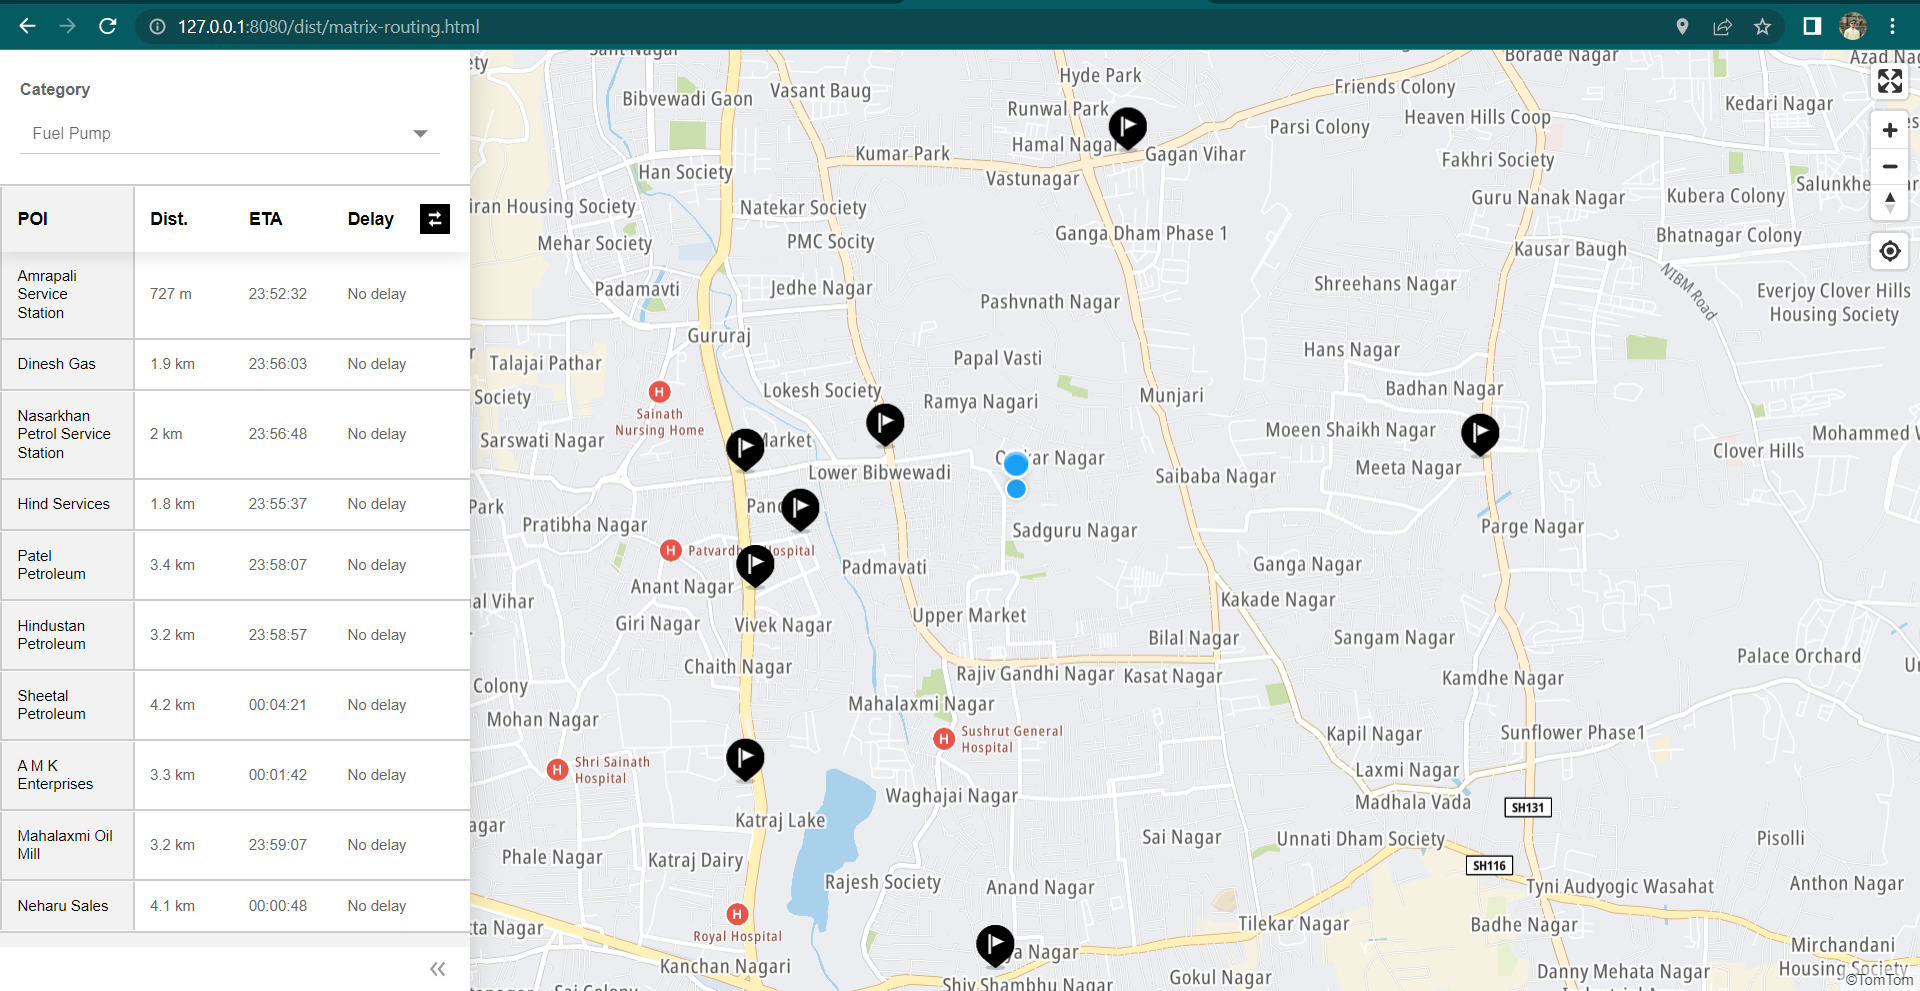 127.0.0.1:8080/dist/matrix-routing.html
Category
Fuel Pump
POI Dist. ETA Delay
Amrapali
Service
Station
727 m 23:52:32 No delay
Dinesh Gas 1.9 km 23:56:03 No delay
Nasarkhan
Petrol Service
Station
2 km 23:56:48 No delay
Hind Services 1.8 km 23:55:37 No delay
Patel
Petroleum
3.4 km 23:58:07 No delay
Hindustan
Petroleum
3.2 km 23:58:57 No delay
Sheetal
Petroleum
4.2 km 00:04:21 No delay
A M K
Enterprises
3.3 km 00:01:42 No delay
Mahalaxmi Oil
Mill
3.2 km 23:59:07 No delay
Neharu Sales 4.1 km 00:00:48 No delay
Borade Nagar
Hyde Park
Friends Colony
Vasant Baug
Bibvewadi Gaon
Runwal Park
Kedari Nagar
Heaven Hills Coop
Parsi Colony
Hamal Nagar
Gagan Vihar
Kumar Park
Fakhri Society
Han Society
Vastunagar
Kubera Colony
Guru Nanak Nagar
iran Housing Society
Natekar Society
Ganga Dham Phase 1
Bhatnagar Colony
Mehar Society
PMC Socity
Kausar Baugh
NIBM Road
Padamavti
Jedhe Nagar
Shreehans Nagar
Everjoy Clover Hills
Housing Society
Pashvnath Nagar
Gururaj
Hans Nagar
Talajai Pathar
Papal Vasti
Badhan Nagar
Lokesh Society
Society
Ramya Nagari
Munjari
Sainath
Nursing Home
Sarswati Nagar
Market
Moeen Shaikh Nagar
Mohammed
Clover Hills
Lower Bibwewadi
Meeta Nagar
Saibaba Nagar
Park
Pratibha Nagar
Sadguru Nagar
Parge Nagar
Anant Nagar
Padmavati
Ganga Nagar
al Vihar
Kakade Nagar
Giri Nagar
Vivek Nagar
Upper Market
Bilal Nagar
Sangam Nagar
Palace Orchard
Chaith Nagar
Rajiv Gandhi Nagar
Kasat Nagar
Kamdhe Nagar
Colony
Mahalaxmi Nagar
Mohan Nagar
Sushrut General
Hospital
Kapil Nagar
Sunflower Phase1
Shri Sainath
Hospital
Laxmi Nagar
Waghajai Nagar
Madhala Vada
SH131
Katraj Lake
agar
Sai Nagar
Unnati Dham Society
Pisolli
Phale Nagar
Katraj Dairy
SH116
Rajesh Society
Anand Nagar
Tyni Audyogic Wasahat
Anthon Nagar
Royal Hospital
Tilekar Nagar
Badhe Nagar
Mirchandani
Housing Society
Kanchan Nagari
Shiv Shambhu Nagar
Gokul Nagar
Danny Mehata Nagar
©TomTom